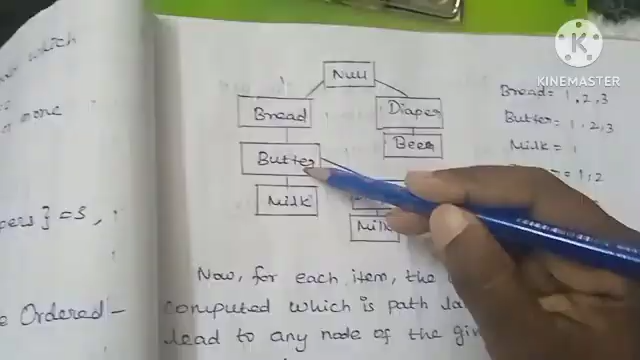 KINEMASTER
which
more
pers} = 5,
e Ordered-
Null
Bread
Diaper
Butter
Beer
Milk
Milk
Bread = 1, 2, 3
Butter = 1, 2, 3
Milk = 1
= 1, 2
Now, for each item, the
computed which is path
lead to any node of the